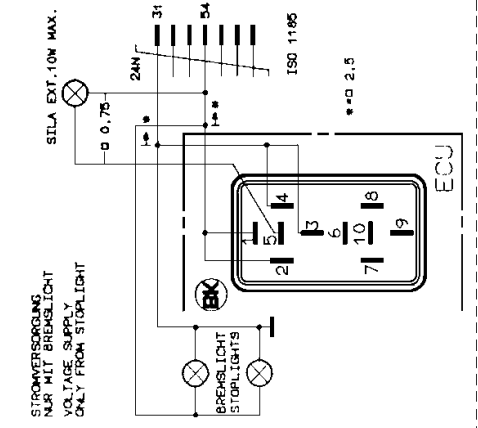 STROMVERSORGUNG
NUR MIT BREMSLICHT
VOLTAGE SUPPLY
ONLY FROM STOPLIGHT
SILA EXT.10W MAX.
0.75
**
**
24N
31
54
ISO 1185
**=
2.5
BREMSLICHT
STOPLIGHTS
BK
ECU
1
5
4
2
3
6
10
8
7
9